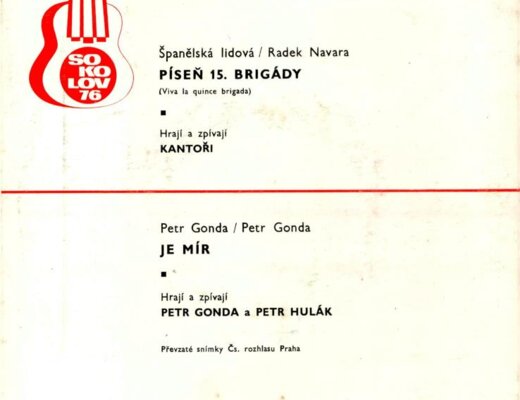 SO
KO
LOV
76
Španělská lidová / Radek Navara
PÍSEŇ 15. BRIGÁDY
(Viva la quince brigada)
Hrají a zpívají
KANTOŘI
Petr Gonda / Petr Gonda
JE MÍR
Hrají a zpívají
PETR GONDA a PETR HULÁK
Převzaté snímky Čs. rozhlasu Praha